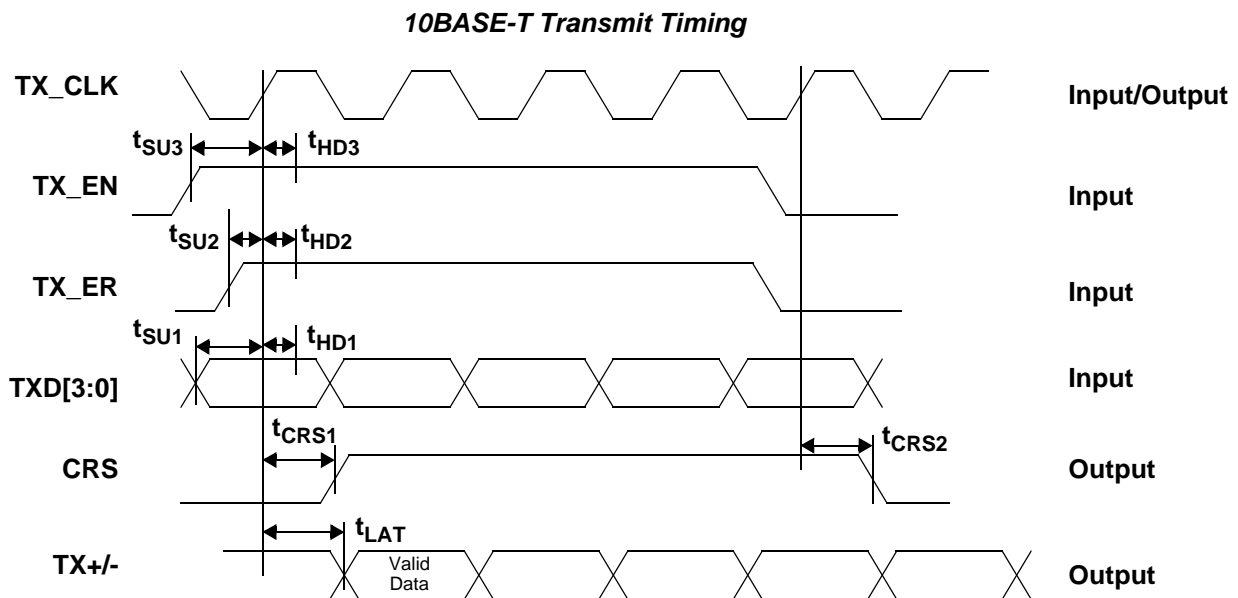 10BASE-T Transmit Timing
TX_CLK
Input/Output
tSU3
tHD3
TX_EN
Input
tSU2
tHD2
TX_ER
Input
tSU1
tHD1
TXD[3:0]
Input
tCRS1
tCRS2
CRS
Output
tLAT
TX+/-
Valid
Data
Output